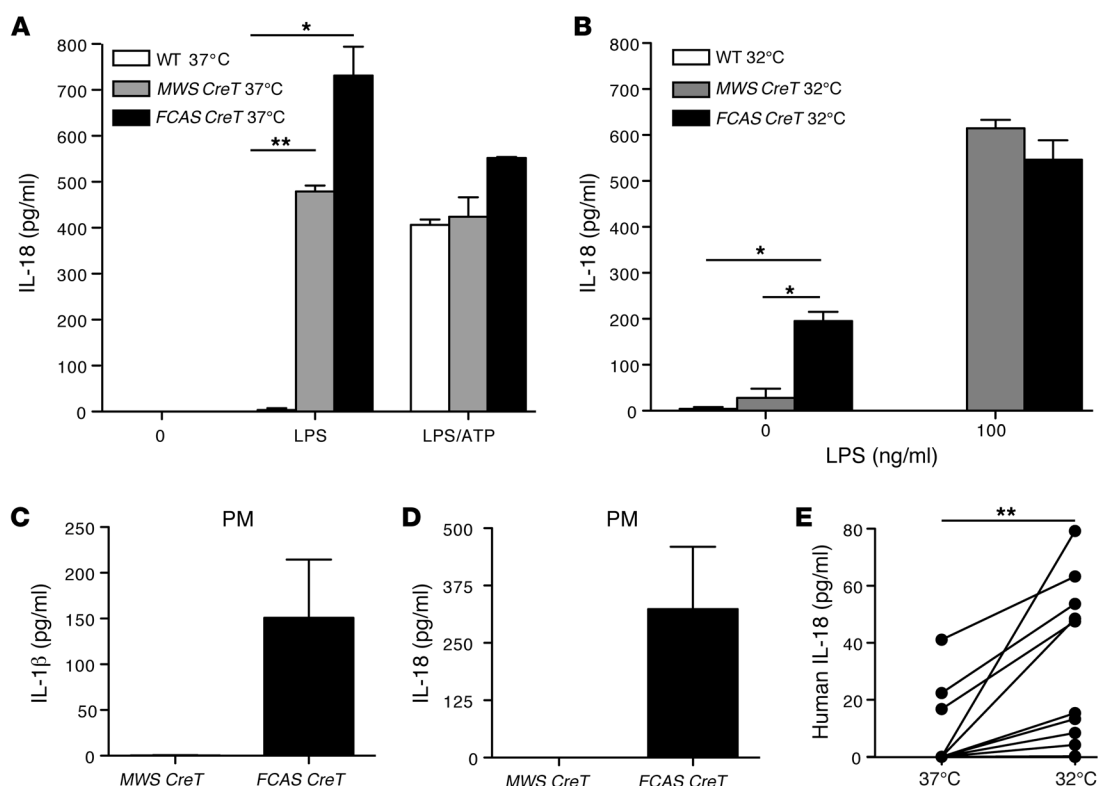 A
**
*
IL-18 (pg/ml)
800
700
600
500
400
300
200
100
0
WT 37°C
MWS CreT 37°C
FCAS CreT 37°C
0
LPS
LPS/ATP
B
*
*
IL-18 (pg/ml)
800
700
600
500
400
300
200
100
0
WT 32°C
MWS CreT 32°C
FCAS CreT 32°C
0
100
LPS (ng/ml)
C
PM
IL-1β (pg/ml)
250
200
150
100
50
0
MWS CreT
FCAS CreT
D
PM
IL-18 (pg/ml)
500
375
250
125
0
MWS CreT
FCAS CreT
E
**
Human IL-18 (pg/ml)
80
60
40
20
0
37°C
32°C